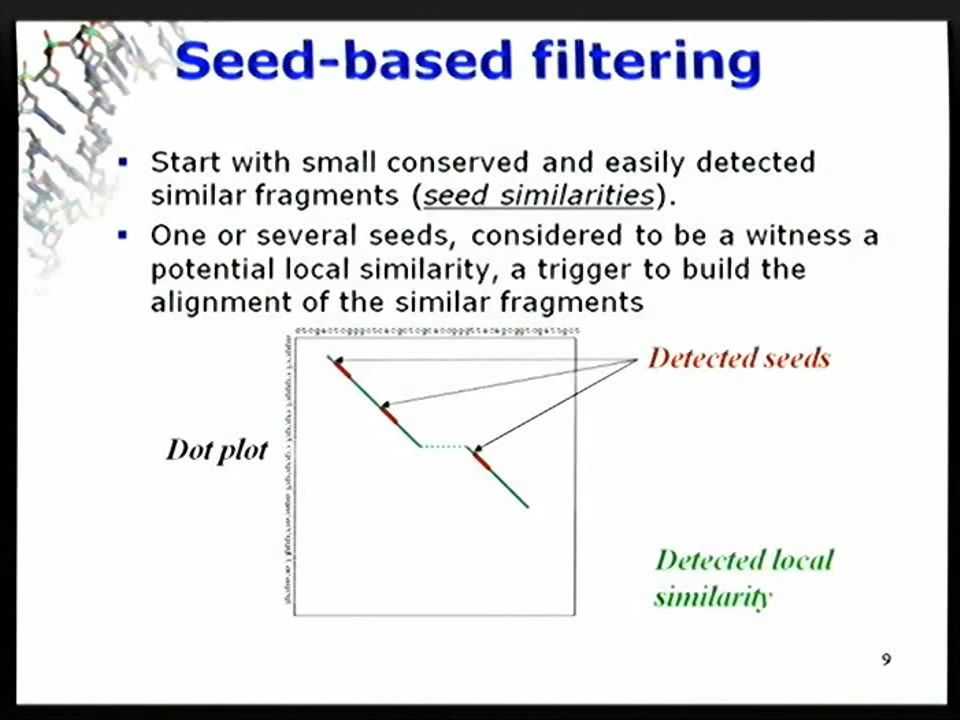 Seed-based filtering
▪ Start with small conserved and easily detected
similar fragments (seed similarities).
▪ One or several seeds, considered to be a witness a
potential local similarity, a trigger to build the
alignment of the similar fragments
Detected seeds
Dot plot
Detected local
similarity
9